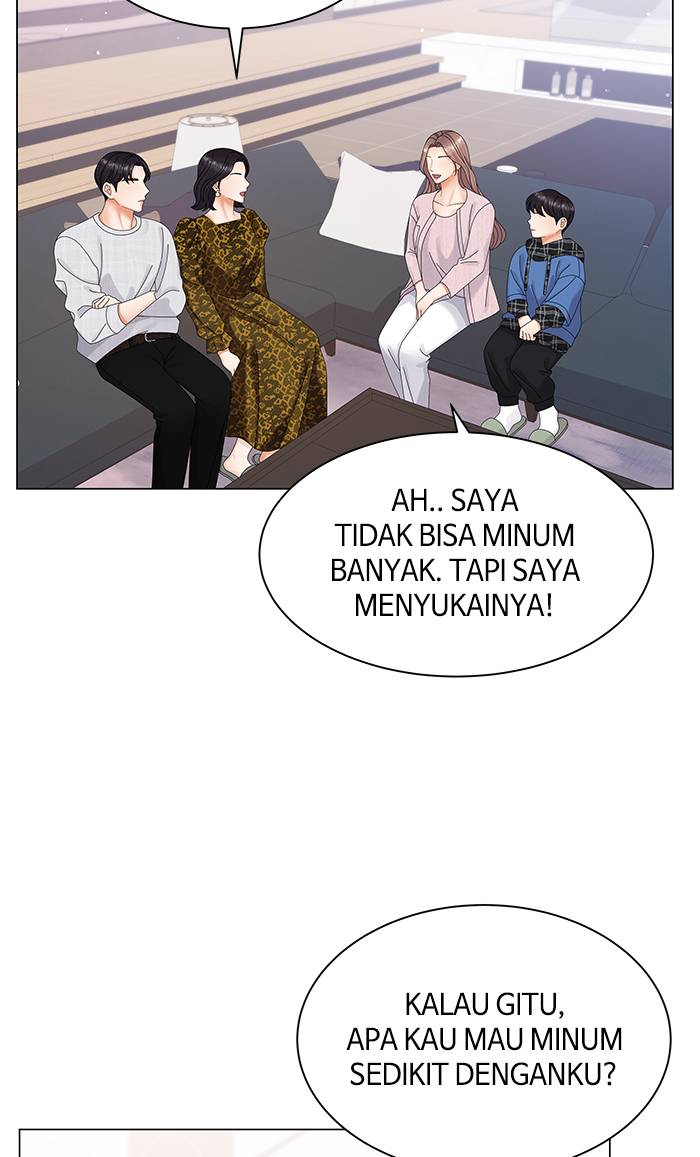 AH.. SAYA
TIDAK BISA MINUM
BANYAK. TAPI SAYA
MENYUKAINYA!
KALAU GITU,
APA KAU MAU MINUM
SEDIKIT DENGANKU?